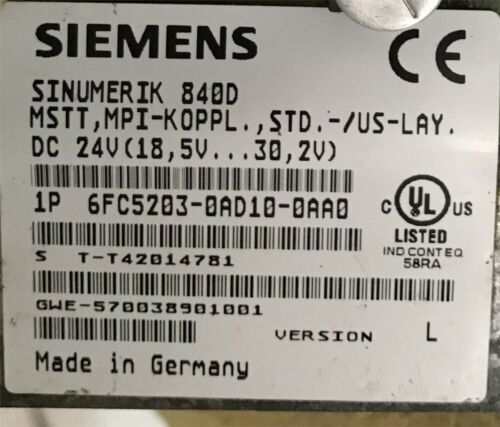 SIEMENS CE
SINUMERIK 840D
MSTT,MPI-KOPPL.,STD.-/US-LAY.
DC 24V(18,5V...30,2V)
1P 6FC5203-0AD10-0AA0
C UL US
LISTED
IND CONT EQ
58RA
S T-T42014781
GWE-570038901001
VERSION L
Made in Germany